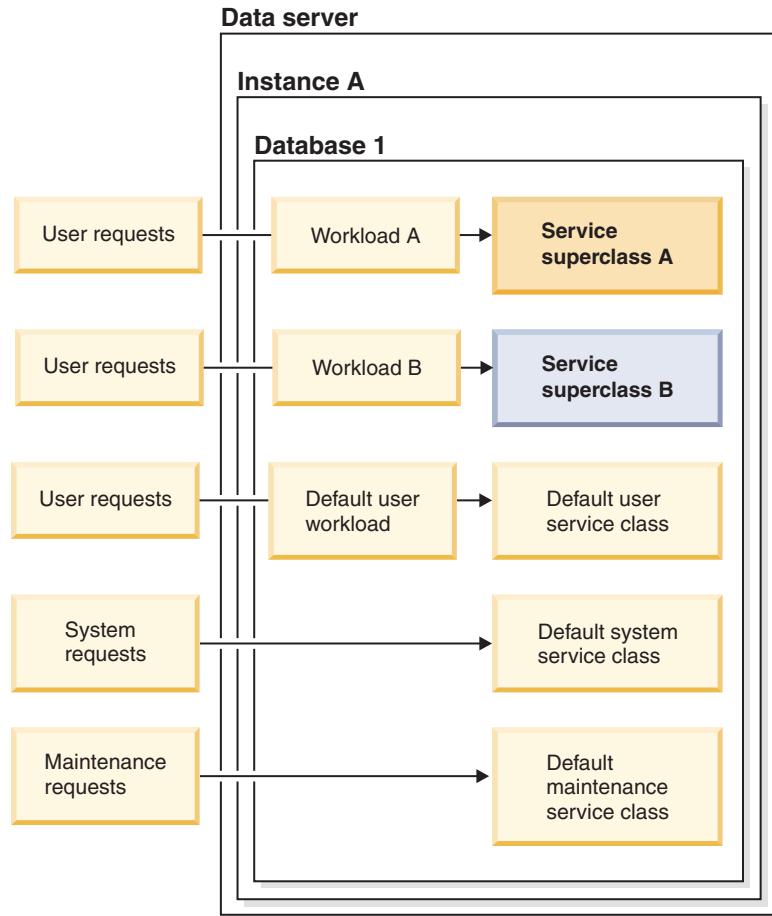 Data server
Instance A
Database 1
User requests
Workload A
Service
superclass A
User requests
Workload B
Service
superclass B
User requests
Default user
workload
Default user
service class
System
requests
Default system
service class
Maintenance
requests
Default
maintenance
service class